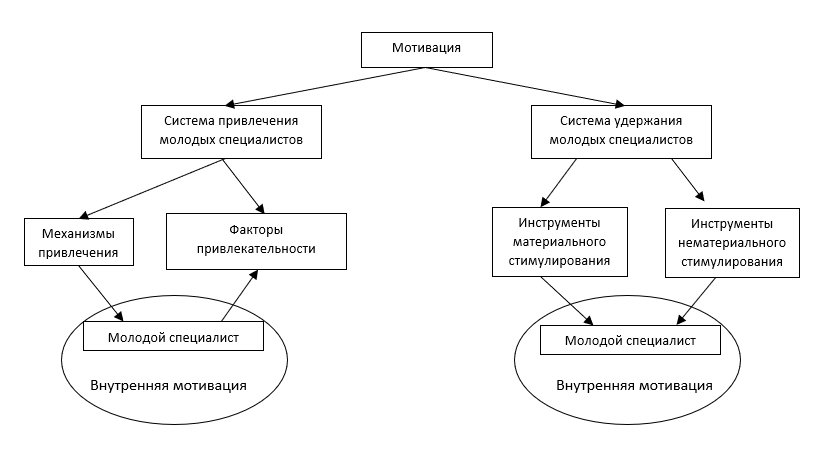 Мотивация
Система привлечения
молодых специалистов
Система удержания
молодых специалистов
Механизмы
привлечения
Факторы
привлекательности
Инструменты
материального
стимулирования
Инструменты
нематериального
стимулирования
Молодой специалист
Внутренняя мотивация
Молодой специалист
Внутренняя мотивация